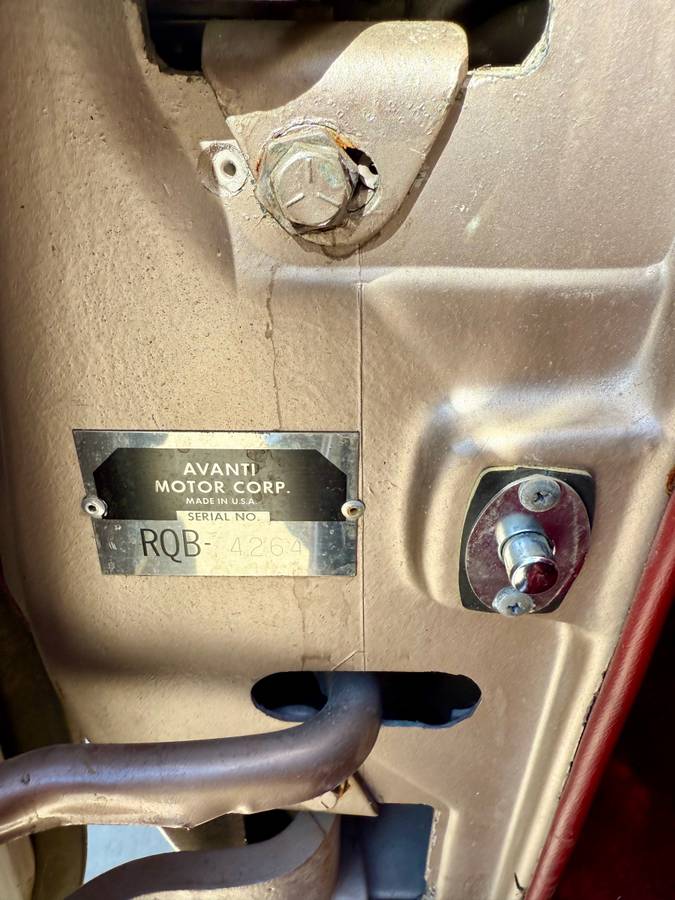 AVANTI
MOTOR CORP.
MADE IN U.S.A.
SERIAL NO.
RQB- 4264